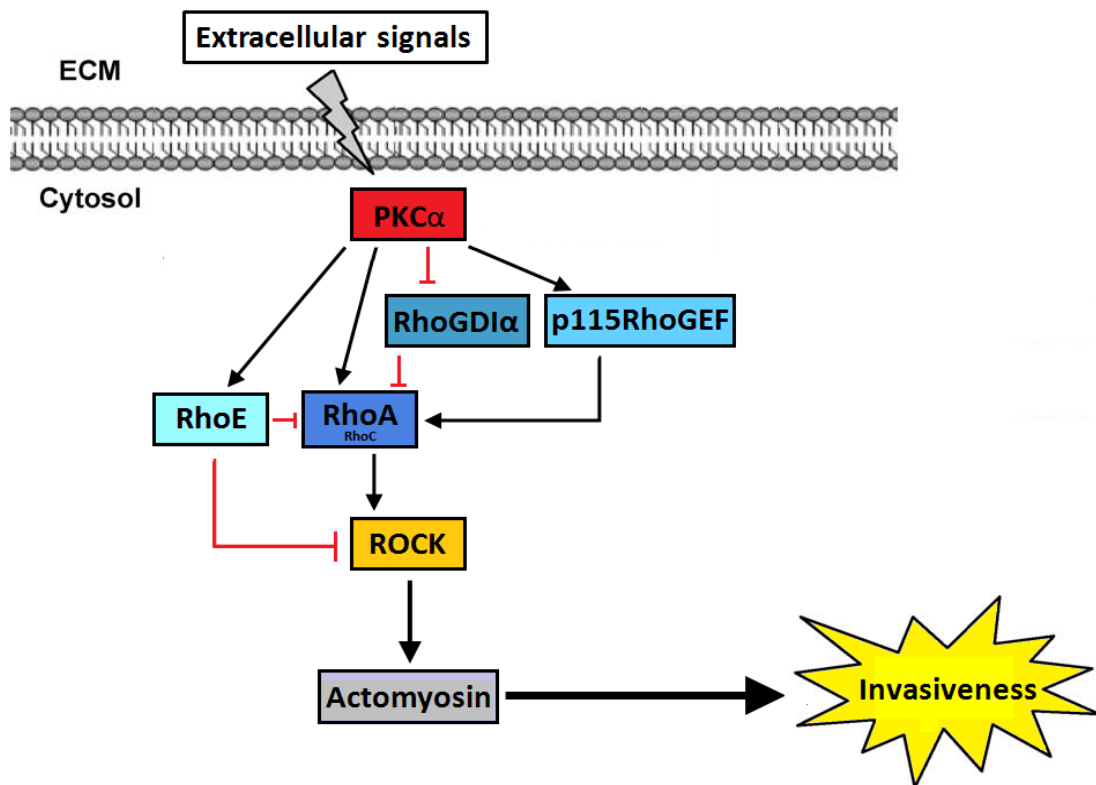 Extracellular signals
ECM
Cytosol
PKCα
RhoGDIα
p115RhoGEF
RhoE
RhoA
RhoC
ROCK
Actomyosin
Invasiveness